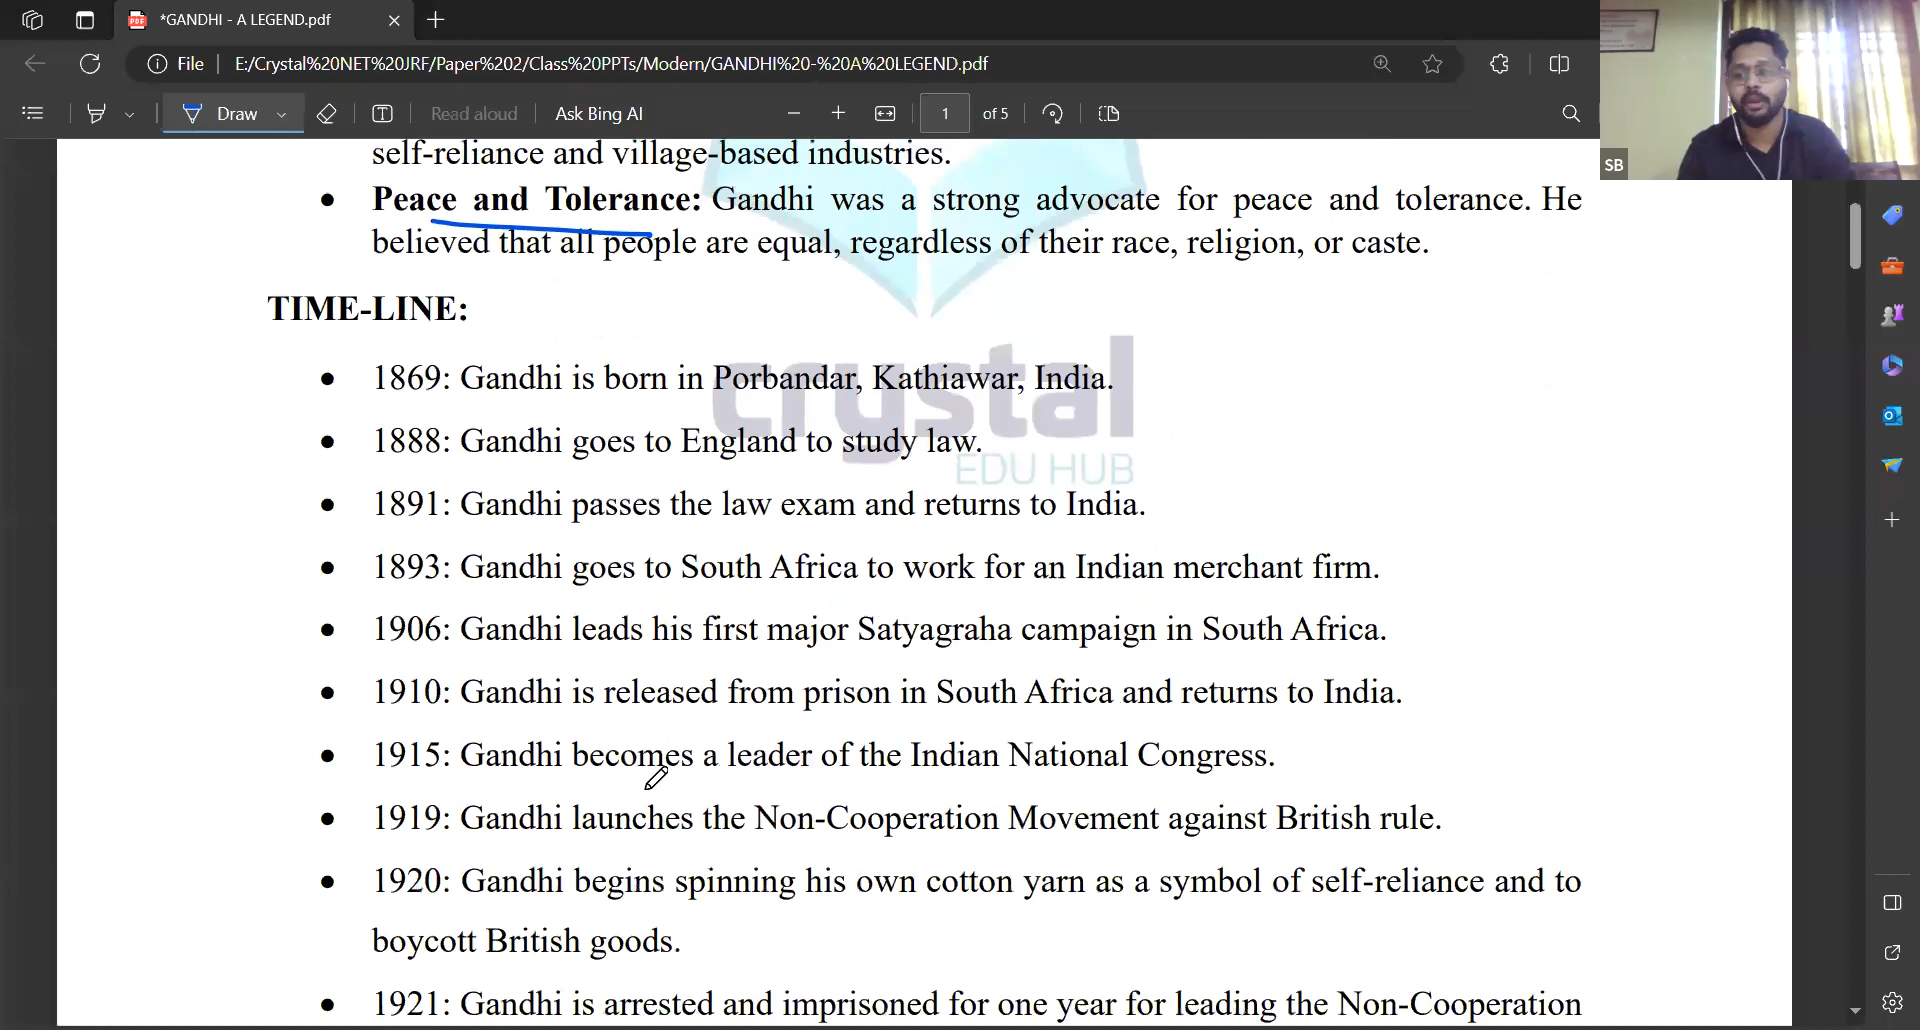 *GANDHI - A LEGEND.pdf
File
E:/Crystal%20NET%20JRF/Paper%202/Class%20PPTs/Modern/GANDHI%20-%20A%20LEGEND.pdf
Draw
Read aloud
Ask Bing AI
1
of 5
SB
self-reliance and village-based industries.
• Peace and Tolerance: Gandhi was a strong advocate for peace and tolerance. He
believed that all people are equal, regardless of their race, religion, or caste.
TIME-LINE:
• 1869: Gandhi is born in Porbandar, Kathiawar, India.
crystal
• 1888: Gandhi goes to England to study law.
EDU HUB
• 1891: Gandhi passes the law exam and returns to India.
• 1893: Gandhi goes to South Africa to work for an Indian merchant firm.
• 1906: Gandhi leads his first major Satyagraha campaign in South Africa.
• 1910: Gandhi is released from prison in South Africa and returns to India.
• 1915: Gandhi becomes a leader of the Indian National Congress.
• 1919: Gandhi launches the Non-Cooperation Movement against British rule.
• 1920: Gandhi begins spinning his own cotton yarn as a symbol of self-reliance and to
boycott British goods.
• 1921: Gandhi is arrested and imprisoned for one year for leading the Non-Cooperation